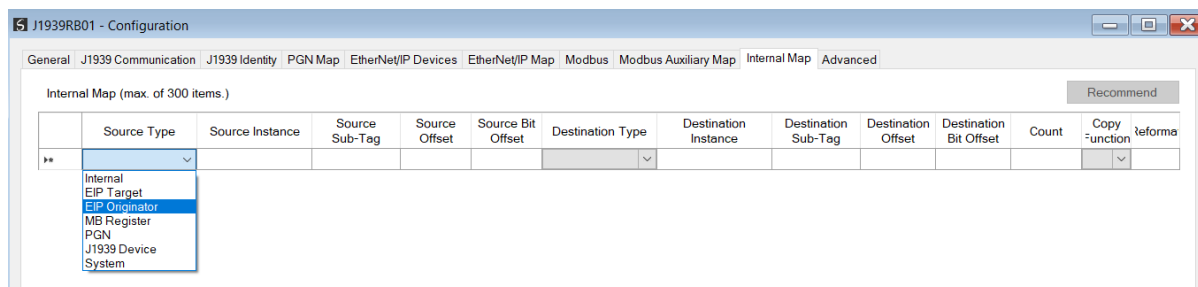 J1939RB01 - Configuration
General J1939 Communication J1939 Identity PGN Map EtherNet/IP Devices EtherNet/IP Map Modbus Modbus Auxiliary Map Internal Map Advanced
Internal Map (max. of 300 items.) Recommend
Source Type Source Instance Source Sub-Tag Source Offset Source Bit Offset Destination Type Destination Instance Destination Sub-Tag Destination Offset Destination Bit Offset Count Copy Function Reforma
Internal
EIP Target
EIP Originator
MB Register
PGN
J1939 Device
System